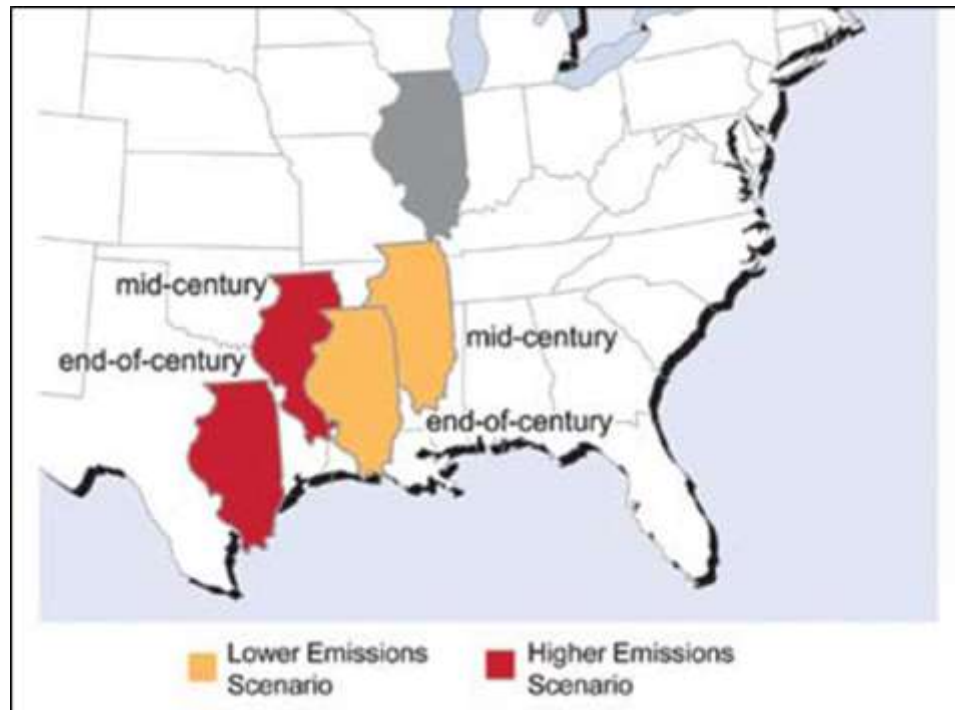 mid-century
end-of-century
mid-century
end-of-century
Lower Emissions
Scenario
Higher Emissions
Scenario